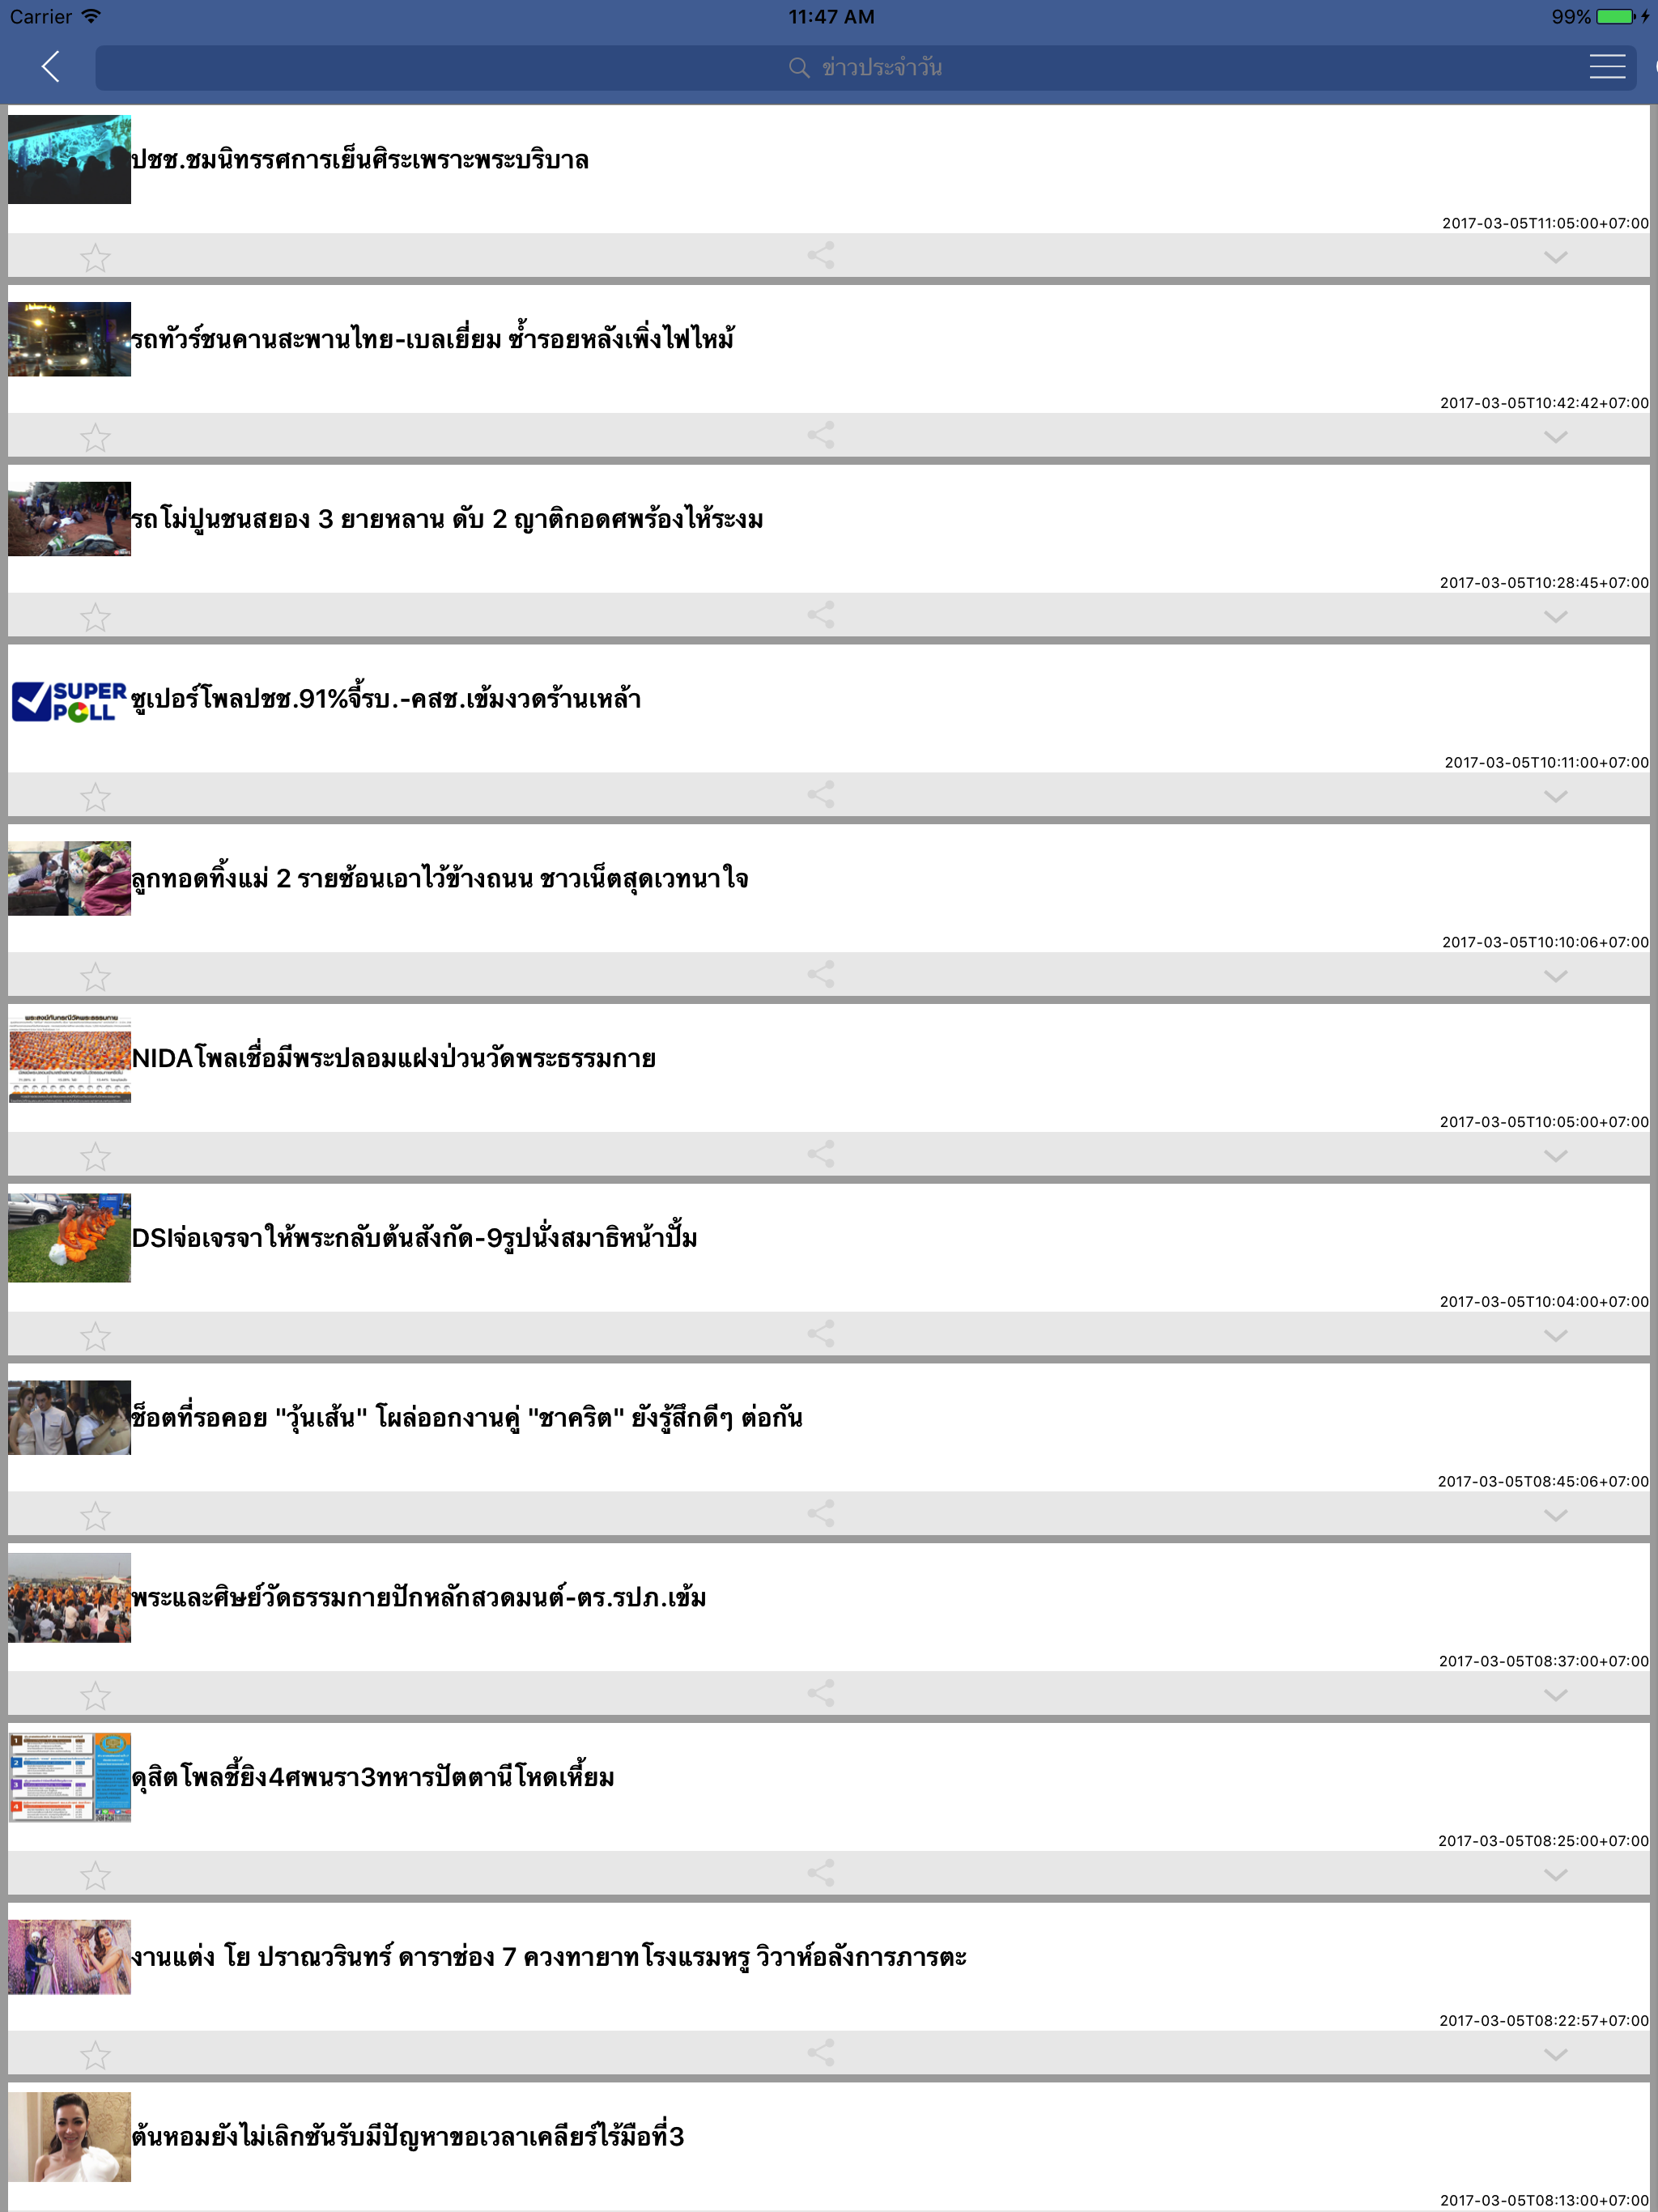 Carrier 11:47 AM 99%
ข่าวประจำวัน
ปชช.ชมนิทรรศการเย็นศิระเพราะพระบริบาล
2017-03-05T11:05:00+07:00
รถทัวร์ชนคานสะพานไทย-เบลเยี่ยม ซ้ำรอยหลังเพิ่งไฟไหม้
2017-03-05T10:42:42+07:00
รถโม่ปูนชนสยอง 3 ยายหลาน ดับ 2 ญาติกอดศพร้องไห้ระงม
2017-03-05T10:28:45+07:00
SUPER
POLL
ซูเปอร์โพลปชช.91%จี้รบ.-คสช.เข้มงวดร้านเหล้า
2017-03-05T10:11:00+07:00
ลูกทอดทิ้งแม่ 2 รายซ้อนเอาไว้ข้างถนน ชาวเน็ตสุดเวทนาใจ
2017-03-05T10:10:06+07:00
พระสงฆ์กับกรณีวัดพระธรรมกาย
NIDAโพลเชื่อมีพระปลอมแฝงป่วนวัดพระธรรมกาย
2017-03-05T10:05:00+07:00
DSIจ่อเจรจาให้พระกลับต้นสังกัด-9รูปนั่งสมาธิหน้าปั้ม
2017-03-05T10:04:00+07:00
ช็อตที่รอคอย "วุ้นเส้น" โผล่ออกงานคู่ "ชาคริต" ยังรู้สึกดีๆ ต่อกัน
2017-03-05T08:45:06+07:00
พระและศิษย์วัดธรรมกายปักหลักสวดมนต์-ตร.รปภ.เข้ม
2017-03-05T08:37:00+07:00
1
2
3
4
ดุสิตโพลชี้ยิง4ศพนรา3ทหารปัตตานีโหดเหี้ยม
2017-03-05T08:25:00+07:00
งานแต่ง โย ปราณวรินทร์ ดาราช่อง 7 ควงทายาทโรงแรมหรู วิวาห์อลังการภารตะ
2017-03-05T08:22:57+07:00
ต้นหอมยังไม่เลิกซันรับมีปัญหาขอเวลาเคลียร์ไร้มือที่3
2017-03-05T08:13:00+07:00